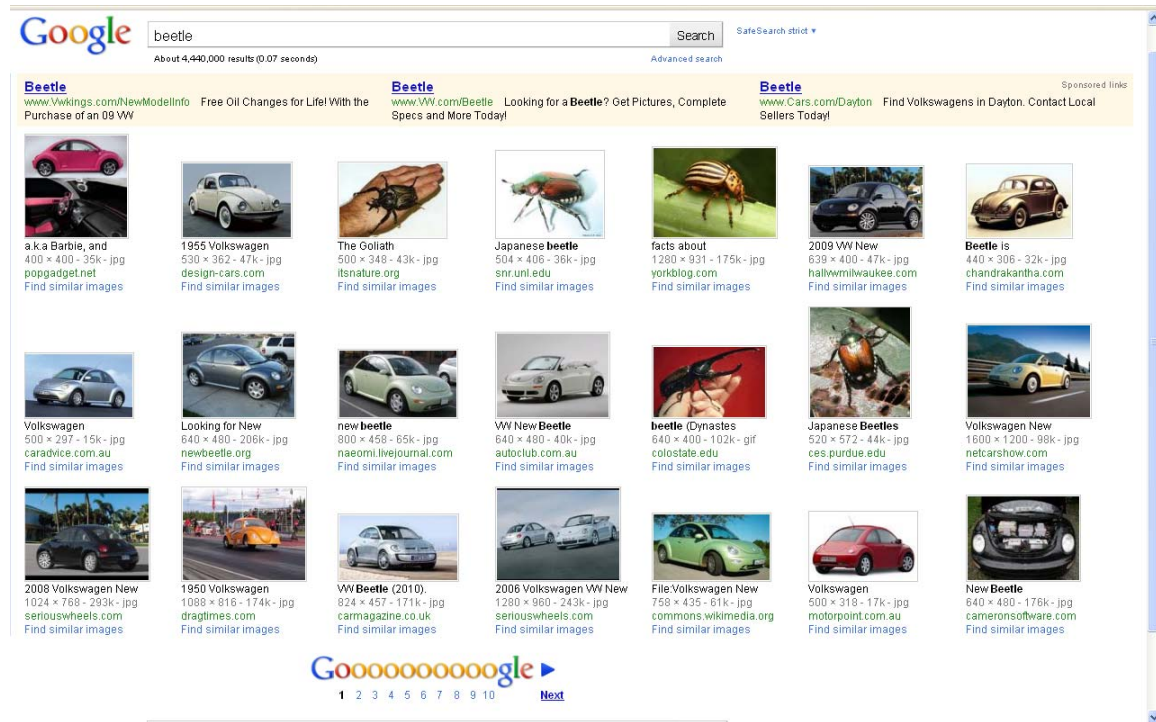 Google
beetle
Search
SafeSearch strict ▼
About 4,440,000 results (0.07 seconds)
Advanced search
Beetle
www.Vwkings.com/NewModelInfo Free Oil Changes for Life! With the
Purchase of an 09 VW
Beetle
www.VW.com/Beetle Looking for a Beetle? Get Pictures, Complete
Specs and More Today!
Beetle
www.Cars.com/Dayton Find Volkswagens in Dayton. Contact Local
Sellers Today!
Sponsored links
a.k.a Barbie, and
400 × 400 - 35k - jpg
popgadget.net
Find similar images
1955 Volkswagen
530 × 362 - 47k - jpg
design-cars.com
Find similar images
The Goliath
500 × 348 - 43k - jpg
itsnature.org
Find similar images
Japanese beetle
504 × 406 - 36k - jpg
snr.unl.edu
Find similar images
facts about
1280 × 931 - 175k - jpg
yorkblog.com
Find similar images
2009 VW New
639 × 400 - 47k - jpg
hallvwmilwaukee.com
Find similar images
Beetle is
440 × 306 - 32k - jpg
chandrakantha.com
Find similar images
Volkswagen
500 × 297 - 15k - jpg
caradvice.com.au
Find similar images
Looking for New
640 × 480 - 206k - jpg
newbeetle.org
Find similar images
new beetle
800 × 458 - 65k - jpg
naeomi.livejournal.com
Find similar images
VW New Beetle
640 × 480 - 40k - jpg
autoclub.com.au
Find similar images
beetle (Dynastes
640 × 400 - 102k - gif
colostate.edu
Find similar images
Japanese Beetles
520 × 572 - 44k - jpg
ces.purdue.edu
Find similar images
Volkswagen New
1600 × 1200 - 98k - jpg
netcarshow.com
Find similar images
2008 Volkswagen New
1024 × 768 - 293k - jpg
seriouswheels.com
Find similar images
1950 Volkswagen
1088 × 816 - 174k - jpg
dragtimes.com
Find similar images
VW Beetle (2010).
824 × 457 - 171k - jpg
carmagazine.co.uk
Find similar images
2006 Volkswagen VW New
1280 × 960 - 243k - jpg
seriouswheels.com
Find similar images
File:Volkswagen New
758 × 435 - 61k - jpg
commons.wikimedia.org
Find similar images
Volkswagen
500 × 318 - 17k - jpg
motorpoint.com.au
Find similar images
New Beetle
640 × 480 - 176k - jpg
cameronsoftware.com
Find similar images
Goooooooooogle
1 2 3 4 5 6 7 8 9 10 Next